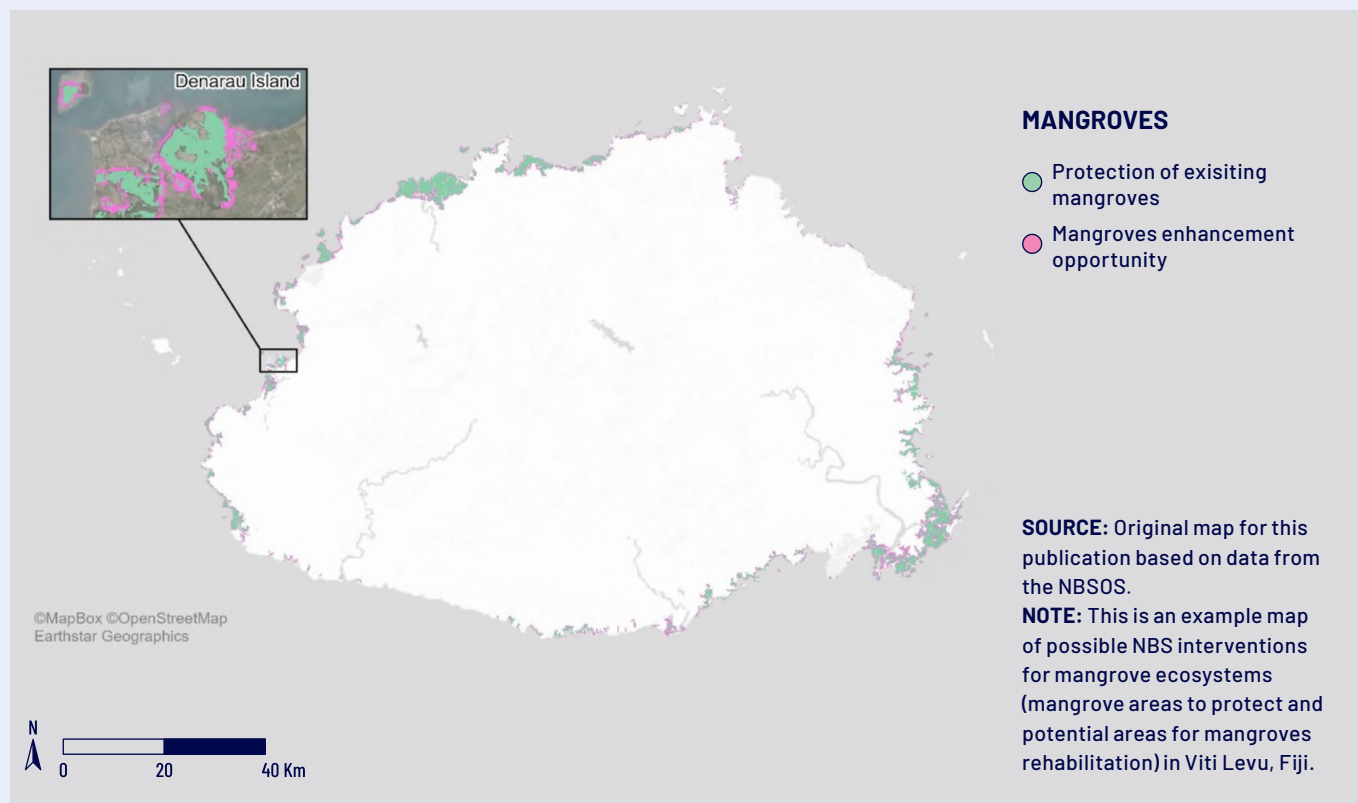 Denarau Island
MANGROVES
Protection of exisiting
mangroves
Mangroves enhancement
opportunity
SOURCE: Original map for this
publication based on data from
the NBSOS.
NOTE: This is an example map
of possible NBS interventions
for mangrove ecosystems
(mangrove areas to protect and
potential areas for mangroves
rehabilitation) in Viti Levu, Fiji.
©MapBox ©OpenStreetMap
Earthstar Geographics
N
0 20 40 Km